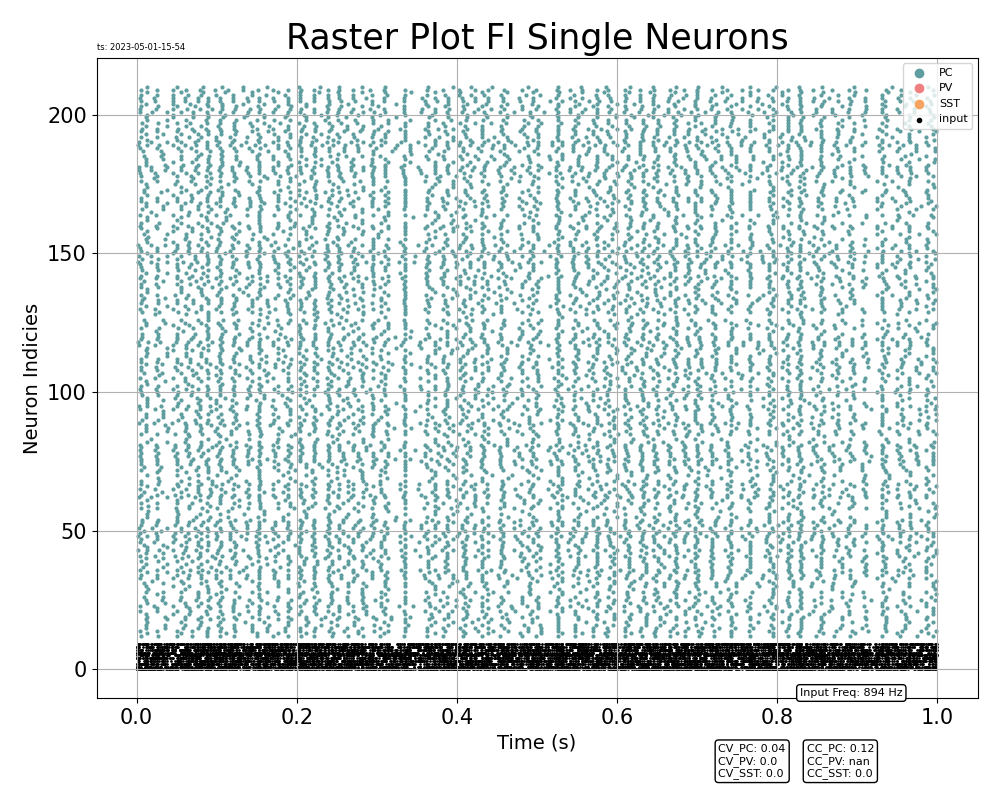 Raster Plot FI Single Neurons
ts: 2023-05-01-15-54
PC
PV
SST
input
200
150
100
50
0
Neuron Indicies
0.0 0.2 0.4 0.6 0.8 1.0
Time (s)
Input Freq: 894 Hz
CV_PC: 0.04
CV_PV: 0.0
CV_SST: 0.0
CC_PC: 0.12
CC_PV: nan
CC_SST: 0.0